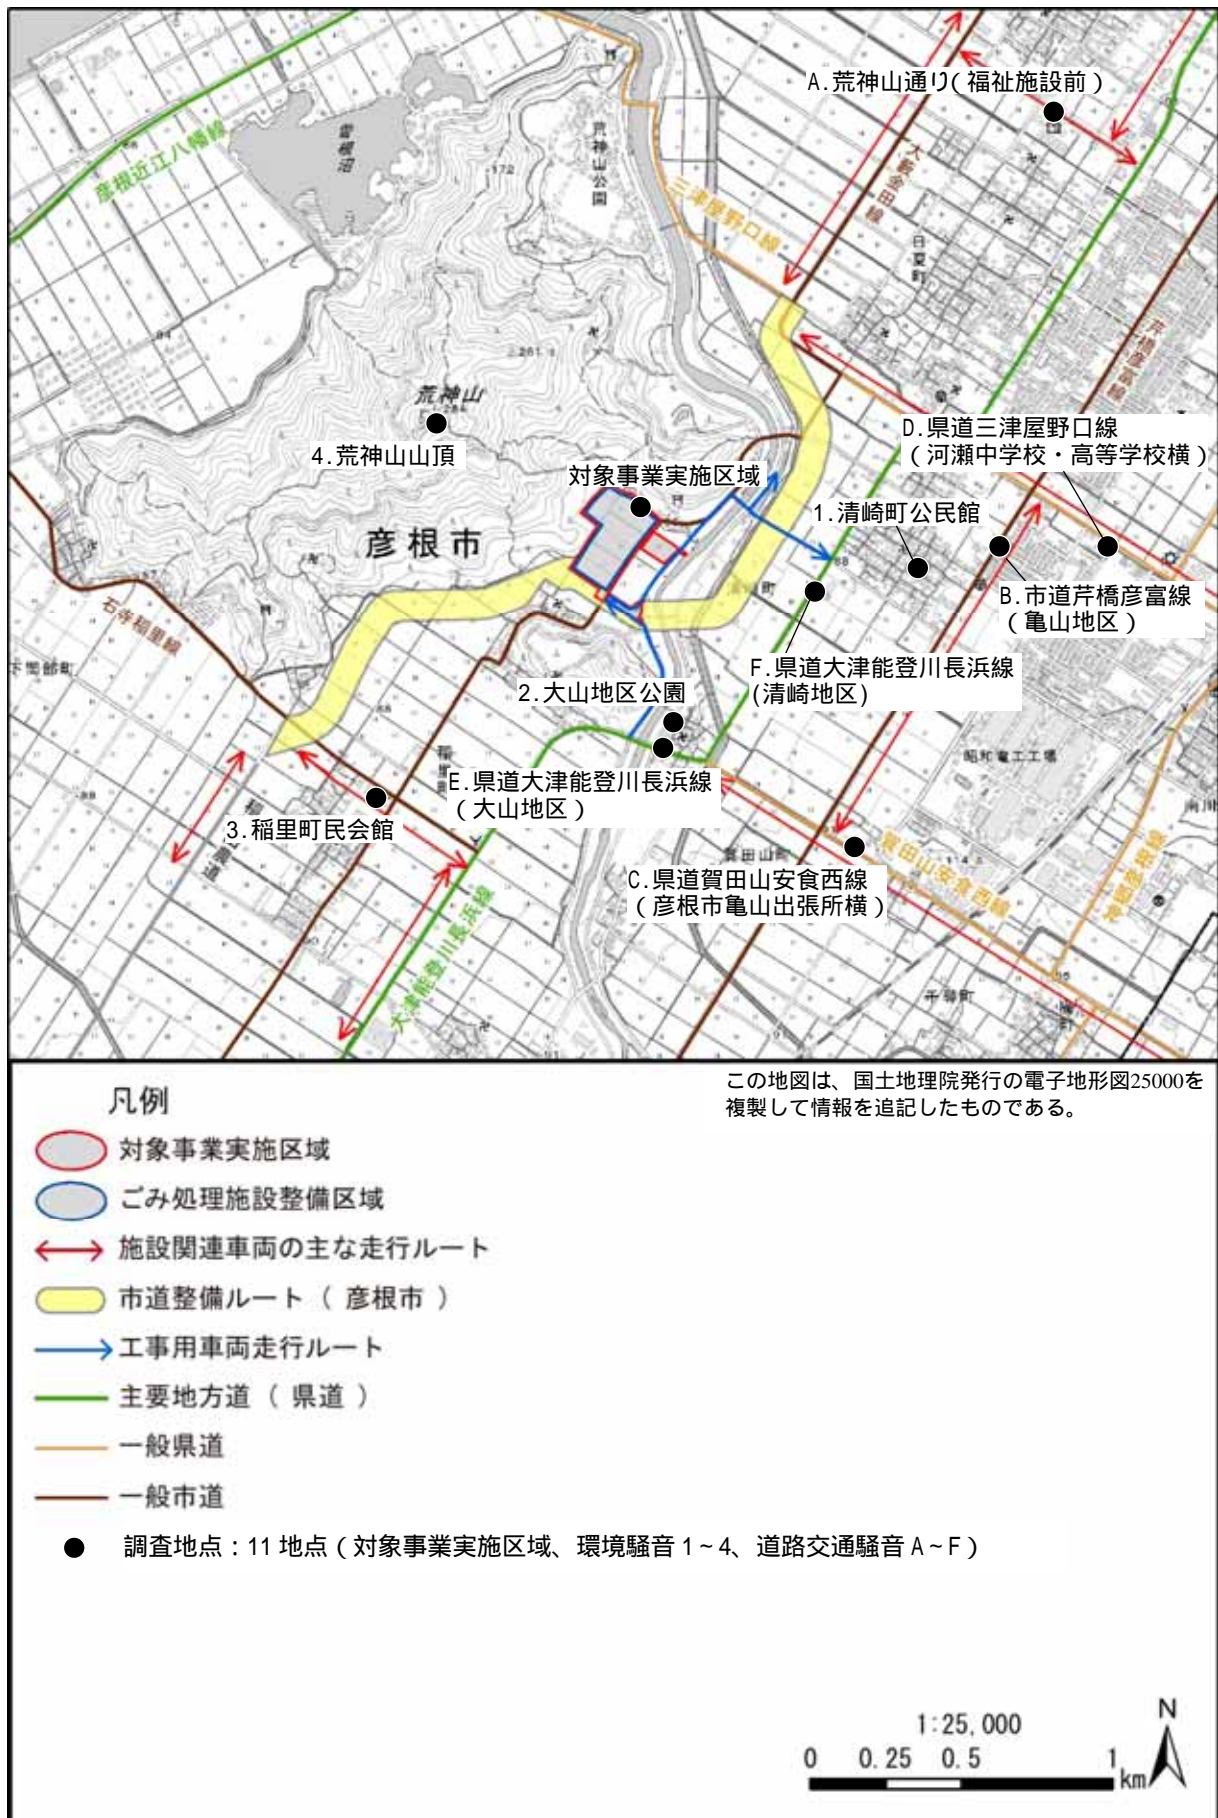 A.荒神山通り(福祉施設前)
彦根近江八幡線
荒神山公園
172
三津屋野口線
大藪金田線
日夏町
芹橋彦富線
荒神山
4.荒神山山頂
D.県道三津屋野口線
(河瀬中学校・高等学校横)
対象事業実施区域
1.清崎町公民館
彦根市
B.市道芹橋彦富線
(亀山地区)
石寺稲里線
F.県道大津能登川長浜線
(清崎地区)
2.大山地区公園
昭和電工工場
E.県道大津能登川長浜線
(大山地区)
3.稲里町民会館
賀田山町
賀田山安食西線
C.県道賀田山安食西線
(彦根市亀山出張所横)
大津能登川長浜線
この地図は、国土地理院発行の電子地形図25000を
複製して情報を追記したものである。
凡例
対象事業実施区域
ごみ処理施設整備区域
施設関連車両の主な走行ルート
市道整備ルート(彦根市)
工事用車両走行ルート
主要地方道(県道)
一般県道
一般市道
調査地点:11地点(対象事業実施区域、環境騒音1~4、道路交通騒音A~F)
N
1:25,000
0 0.25 0.5 1
km